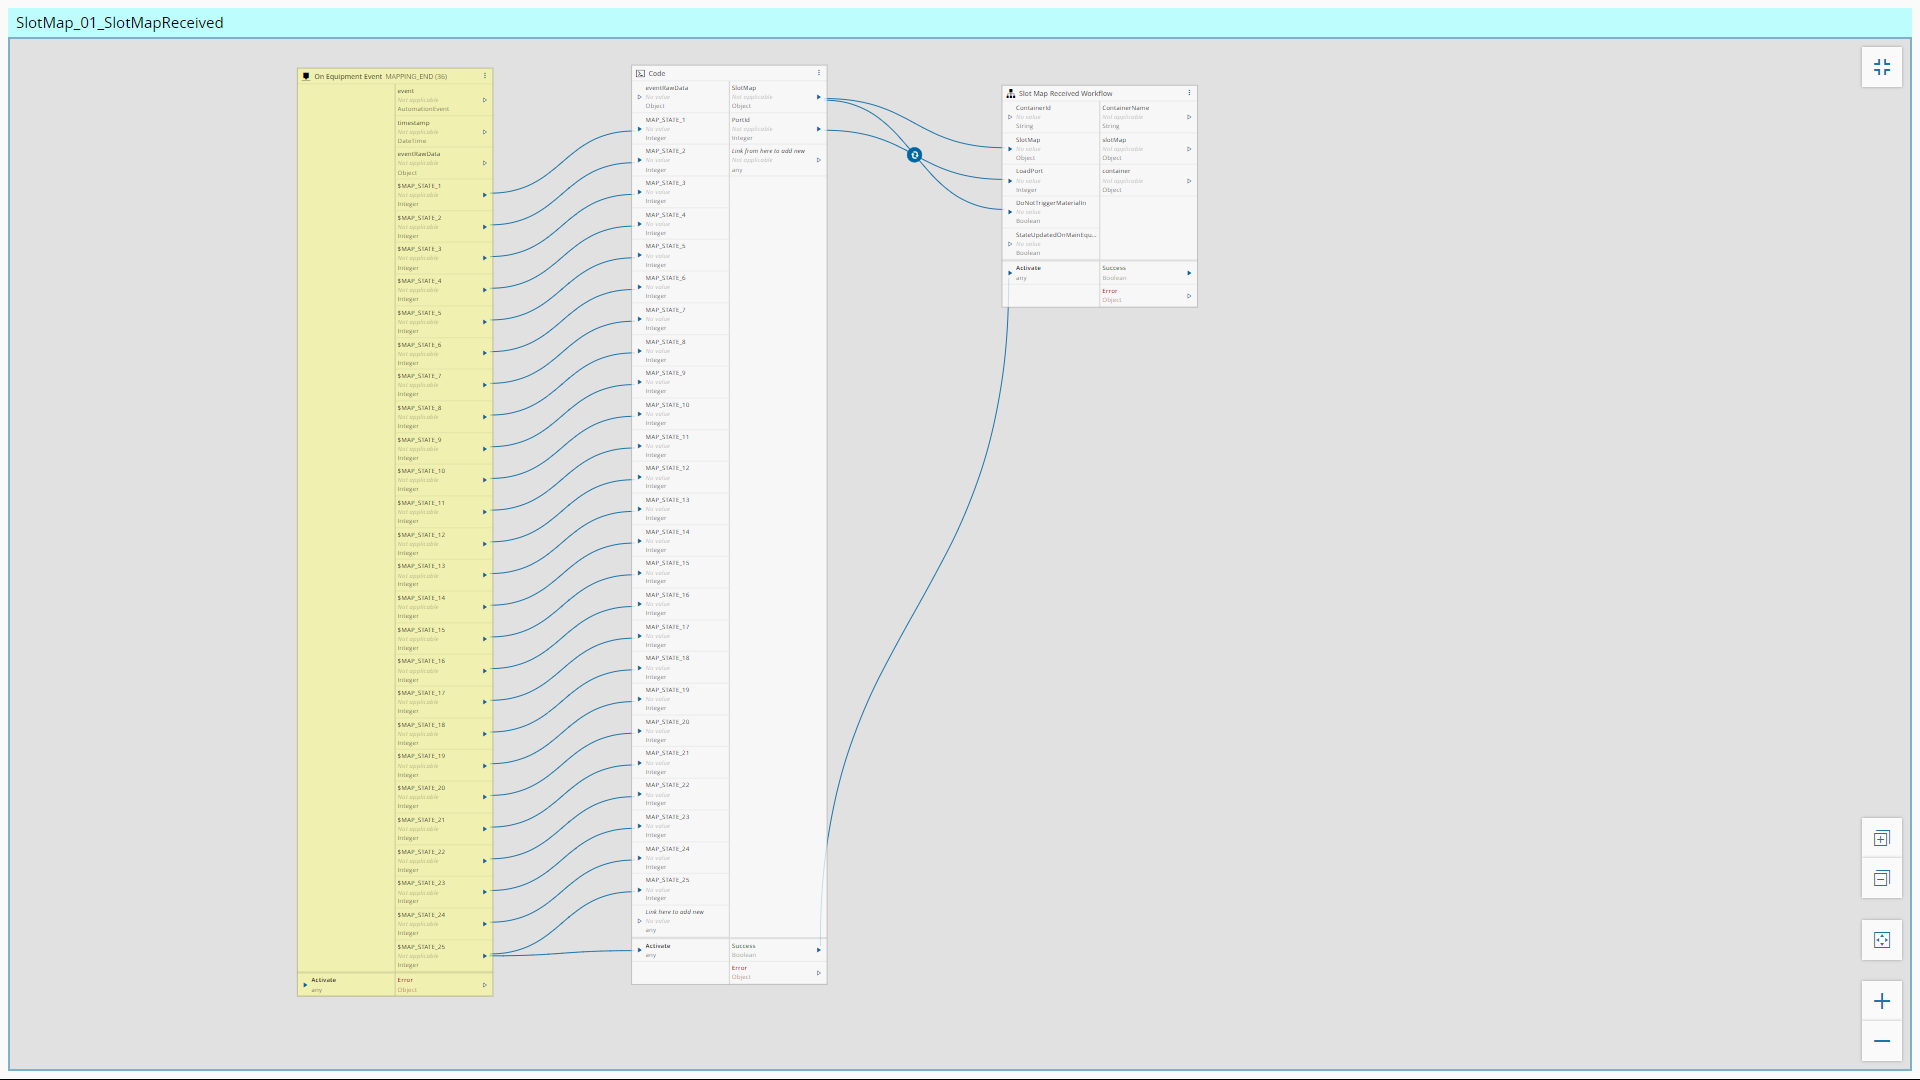 SlotMap_01_SlotMapReceived
On Equipment Event MAPPING_END (36)
event
Not applicable
AutomationEvent
timestamp
Not applicable
DateTime
eventRawData
Not applicable
Object
$MAP_STATE_1
Not applicable
Integer
$MAP_STATE_2
Not applicable
Integer
$MAP_STATE_3
Not applicable
Integer
$MAP_STATE_4
Not applicable
Integer
$MAP_STATE_5
Not applicable
Integer
$MAP_STATE_6
Not applicable
Integer
$MAP_STATE_7
Not applicable
Integer
$MAP_STATE_8
Not applicable
Integer
$MAP_STATE_9
Not applicable
Integer
$MAP_STATE_10
Not applicable
Integer
$MAP_STATE_11
Not applicable
Integer
$MAP_STATE_12
Not applicable
Integer
$MAP_STATE_13
Not applicable
Integer
$MAP_STATE_14
Not applicable
Integer
$MAP_STATE_15
Not applicable
Integer
$MAP_STATE_16
Not applicable
Integer
$MAP_STATE_17
Not applicable
Integer
$MAP_STATE_18
Not applicable
Integer
$MAP_STATE_19
Not applicable
Integer
$MAP_STATE_20
Not applicable
Integer
$MAP_STATE_21
Not applicable
Integer
$MAP_STATE_22
Not applicable
Integer
$MAP_STATE_23
Not applicable
Integer
$MAP_STATE_24
Not applicable
Integer
$MAP_STATE_25
Not applicable
Integer
Activate
any
Error
Object
Code
eventRawData
No value
Object
MAP_STATE_1
No value
Integer
MAP_STATE_2
No value
Integer
MAP_STATE_3
No value
Integer
MAP_STATE_4
No value
Integer
MAP_STATE_5
No value
Integer
MAP_STATE_6
No value
Integer
MAP_STATE_7
No value
Integer
MAP_STATE_8
No value
Integer
MAP_STATE_9
No value
Integer
MAP_STATE_10
No value
Integer
MAP_STATE_11
No value
Integer
MAP_STATE_12
No value
Integer
MAP_STATE_13
No value
Integer
MAP_STATE_14
No value
Integer
MAP_STATE_15
No value
Integer
MAP_STATE_16
No value
Integer
MAP_STATE_17
No value
Integer
MAP_STATE_18
No value
Integer
MAP_STATE_19
No value
Integer
MAP_STATE_20
No value
Integer
MAP_STATE_21
No value
Integer
MAP_STATE_22
No value
Integer
MAP_STATE_23
No value
Integer
MAP_STATE_24
No value
Integer
MAP_STATE_25
No value
Integer
Link here to add new
No value
any
SlotMap
Not applicable
Object
PortId
Not applicable
Integer
Link from here to add new
Not applicable
any
Activate
any
Success
Boolean
Error
Object
Slot Map Received Workflow
ContainerId
No value
String
SlotMap
No value
Object
LoadPort
No value
Integer
DoNotTriggerMaterialIn
No value
Boolean
StateUpdatedOnMainEqu...
No value
Boolean
ContainerName
Not applicable
String
slotMap
Not applicable
Object
container
Not applicable
Object
Activate
any
Success
Boolean
Error
Object